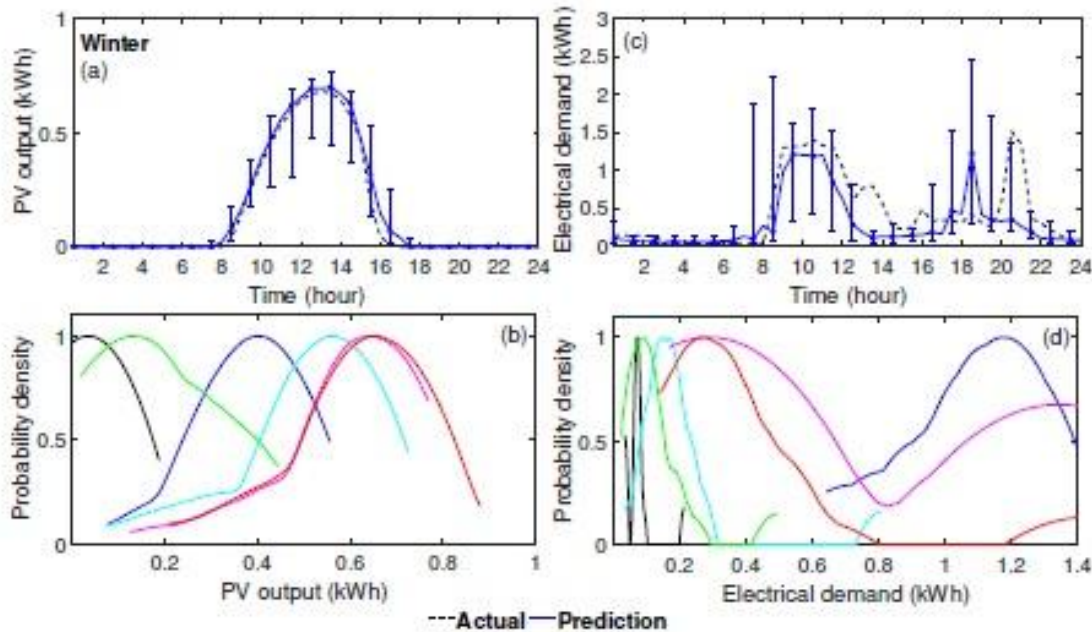 Winter
(a)
PV output (kWh)
1
0.5
0
2 4 6 8 10 12 14 16 18 20 22 24
Time (hour)
(c)
Electrical demand (kWh)
3
2.5
2
1.5
1
0.5
0
2 4 6 8 10 12 14 16 18 20 22 24
Time (hour)
(b)
Probability density
1
0.5
0
0.2 0.4 0.6 0.8 1
PV output (kWh)
(d)
Probability density
1
0.5
0
0.2 0.4 0.6 0.8 1 1.2 1.4
Electrical demand (kWh)
Actual Prediction